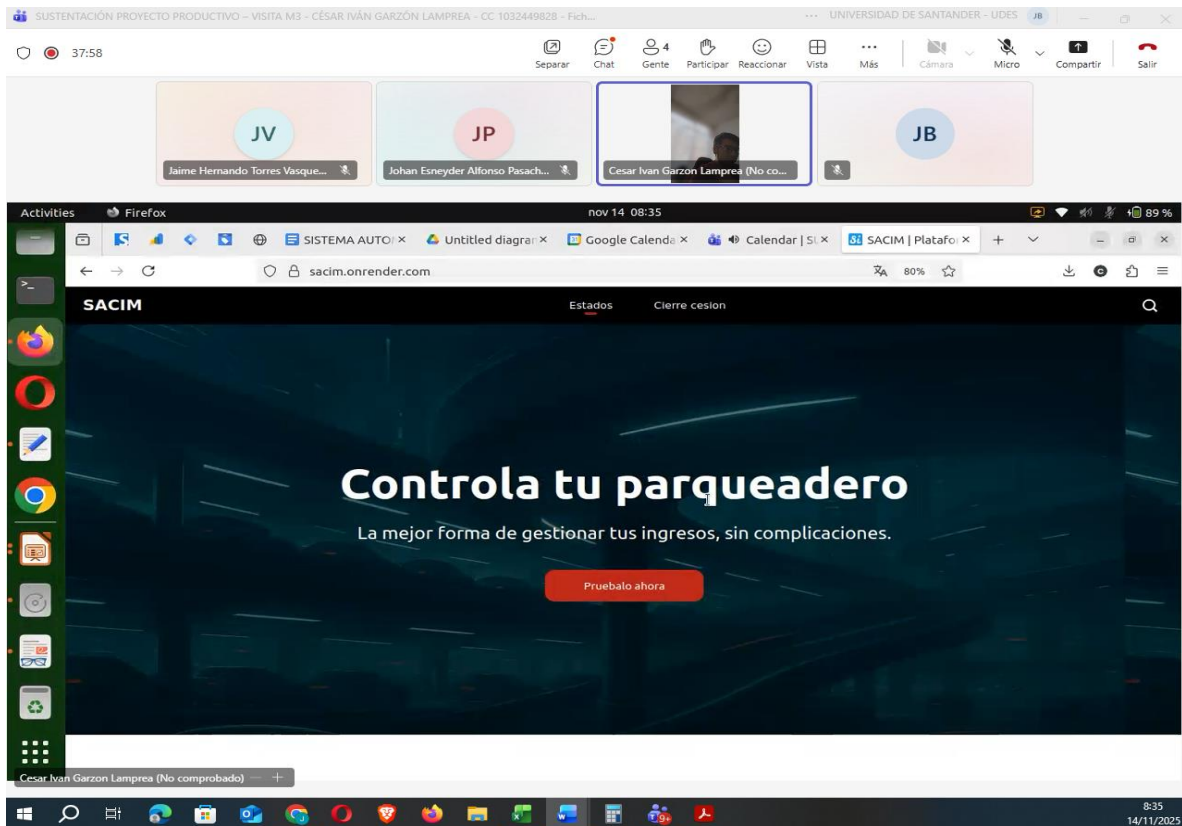 SUSTENTACIÓN PROYECTO PRODUCTIVO – VISITA M3 - CÉSAR IVÁN GARZÓN LAMPREA - CC 1032449828 - Fich...
UNIVERSIDAD DE SANTANDER - UDES JB
37:58
Separar Chat 4 Gente Participar Reaccionar Vista Más Cámara Micro Compartir Salir
JV JP JB
Jaime Hernando Torres Vasque... Johan Esneyder Alfonso Pasach... Cesar Ivan Garzon Lamprea (No co...
Activities Firefox nov 14 08:35 89 %
SISTEMA AUTO Untitled diagran Google Calenda Calendar | SACIM | Platafo
sacim.onrender.com 80%
SACIM Estados Cierre cesion
Controla tu parqueadero
La mejor forma de gestionar tus ingresos, sin complicaciones.
Pruebalo ahora
Cesar Ivan Garzon Lamprea (No comprobado)
8:35
14/11/2025